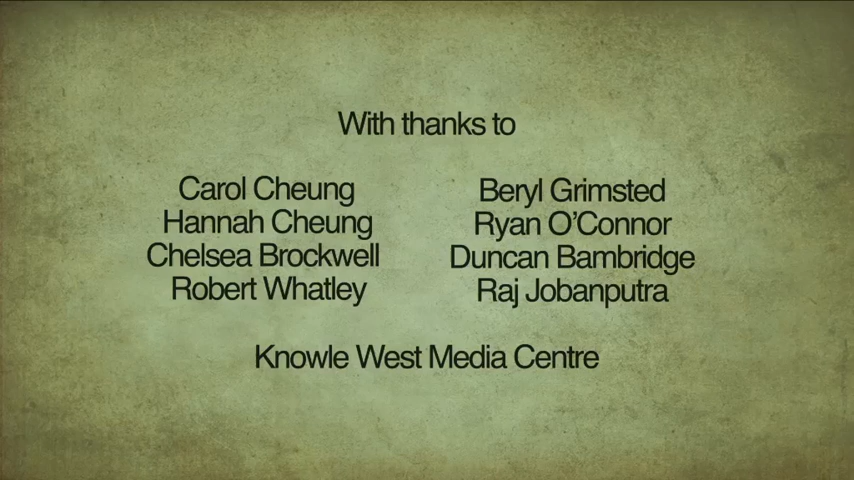 With thanks to
Carol Cheung
Hannah Cheung
Chelsea Brockwell
Robert Whatley
Beryl Grimsted
Ryan O'Connor
Duncan Bambridge
Raj Jobanputra
Knowle West Media Centre